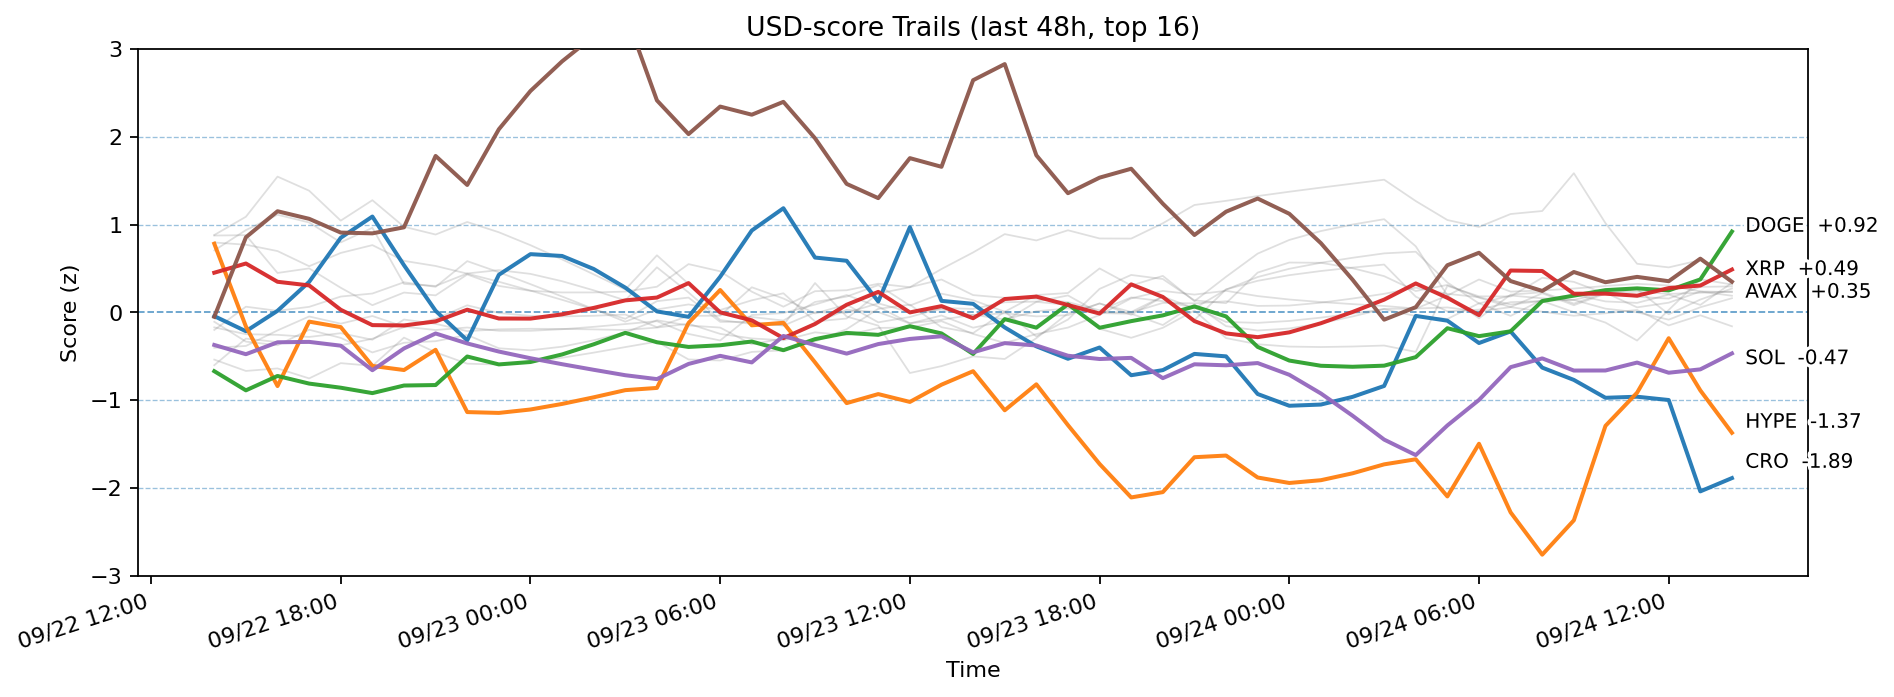 USD-score Trails (last 48h, top 16)
3
2
1
0
−1
−2
−3
Score (z)
DOGE +0.92
XRP +0.49
AVAX +0.35
SOL -0.47
HYPE -1.37
CRO -1.89
09/22 12:00
09/22 18:00
09/23 00:00
09/23 06:00
09/23 12:00
09/23 18:00
09/24 00:00
09/24 06:00
09/24 12:00
Time